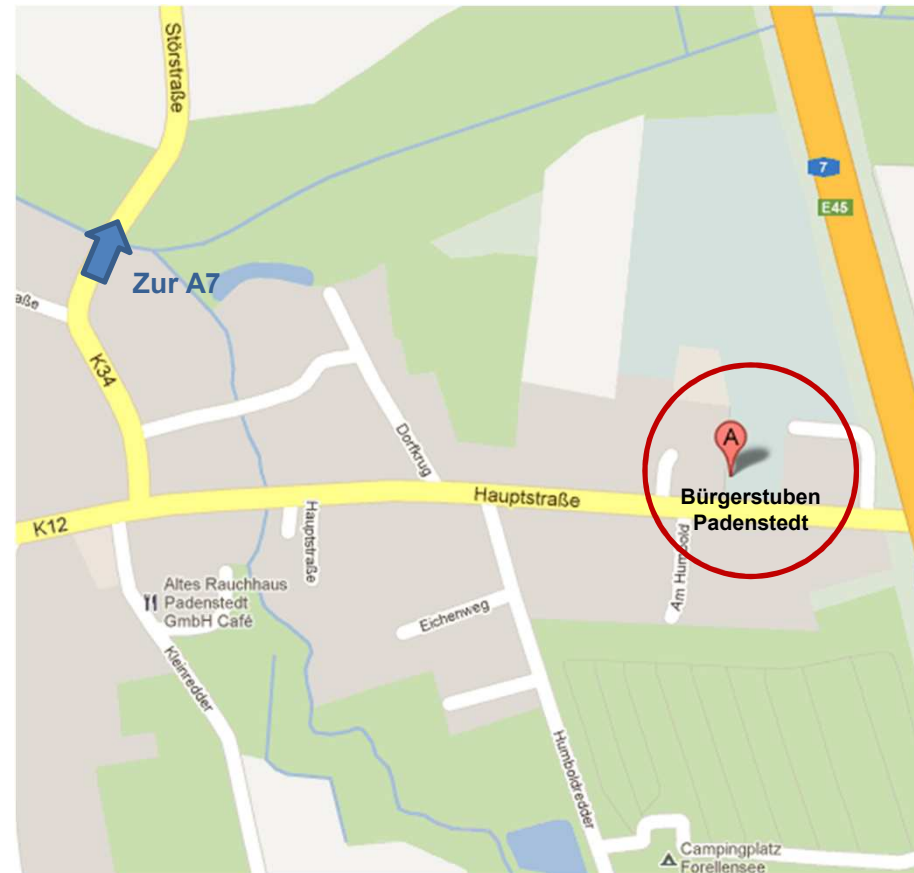 Störstraße
7
E45
Zur A7
aße
K34
Dorfkrug
A
Hauptstraße
Bürgerstuben
Padenstedt
K12
Hauptstraße
Am Humbold
Altes Rauchhaus
Padenstedt
GmbH Café
Eichenweg
Kleinredder
Humboldredder
Campingplatz
Forellensee